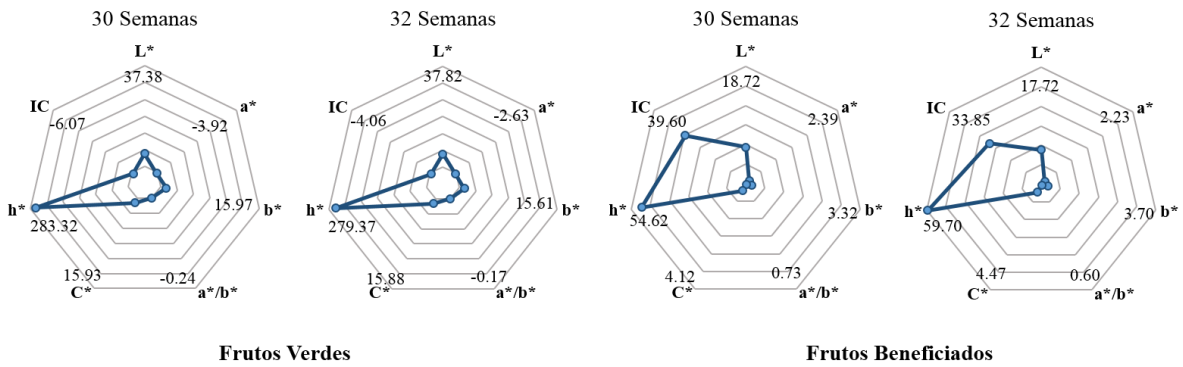 30 Semanas
L*
37.38
a*
-3.92
b*
15.97
a*/b*
-0.24
C*
15.93
h*
283.32
IC
-6.07
32 Semanas
L*
37.82
a*
-2.63
b*
15.61
a*/b*
-0.17
C*
15.88
h*
279.37
IC
-4.06
Frutos Verdes
30 Semanas
L*
18.72
a*
2.39
b*
3.32
a*/b*
0.73
C*
4.12
h*
54.62
IC
39.60
32 Semanas
L*
17.72
a*
2.23
b*
3.70
a*/b*
0.60
C*
4.47
h*
59.70
IC
33.85
Frutos Beneficiados